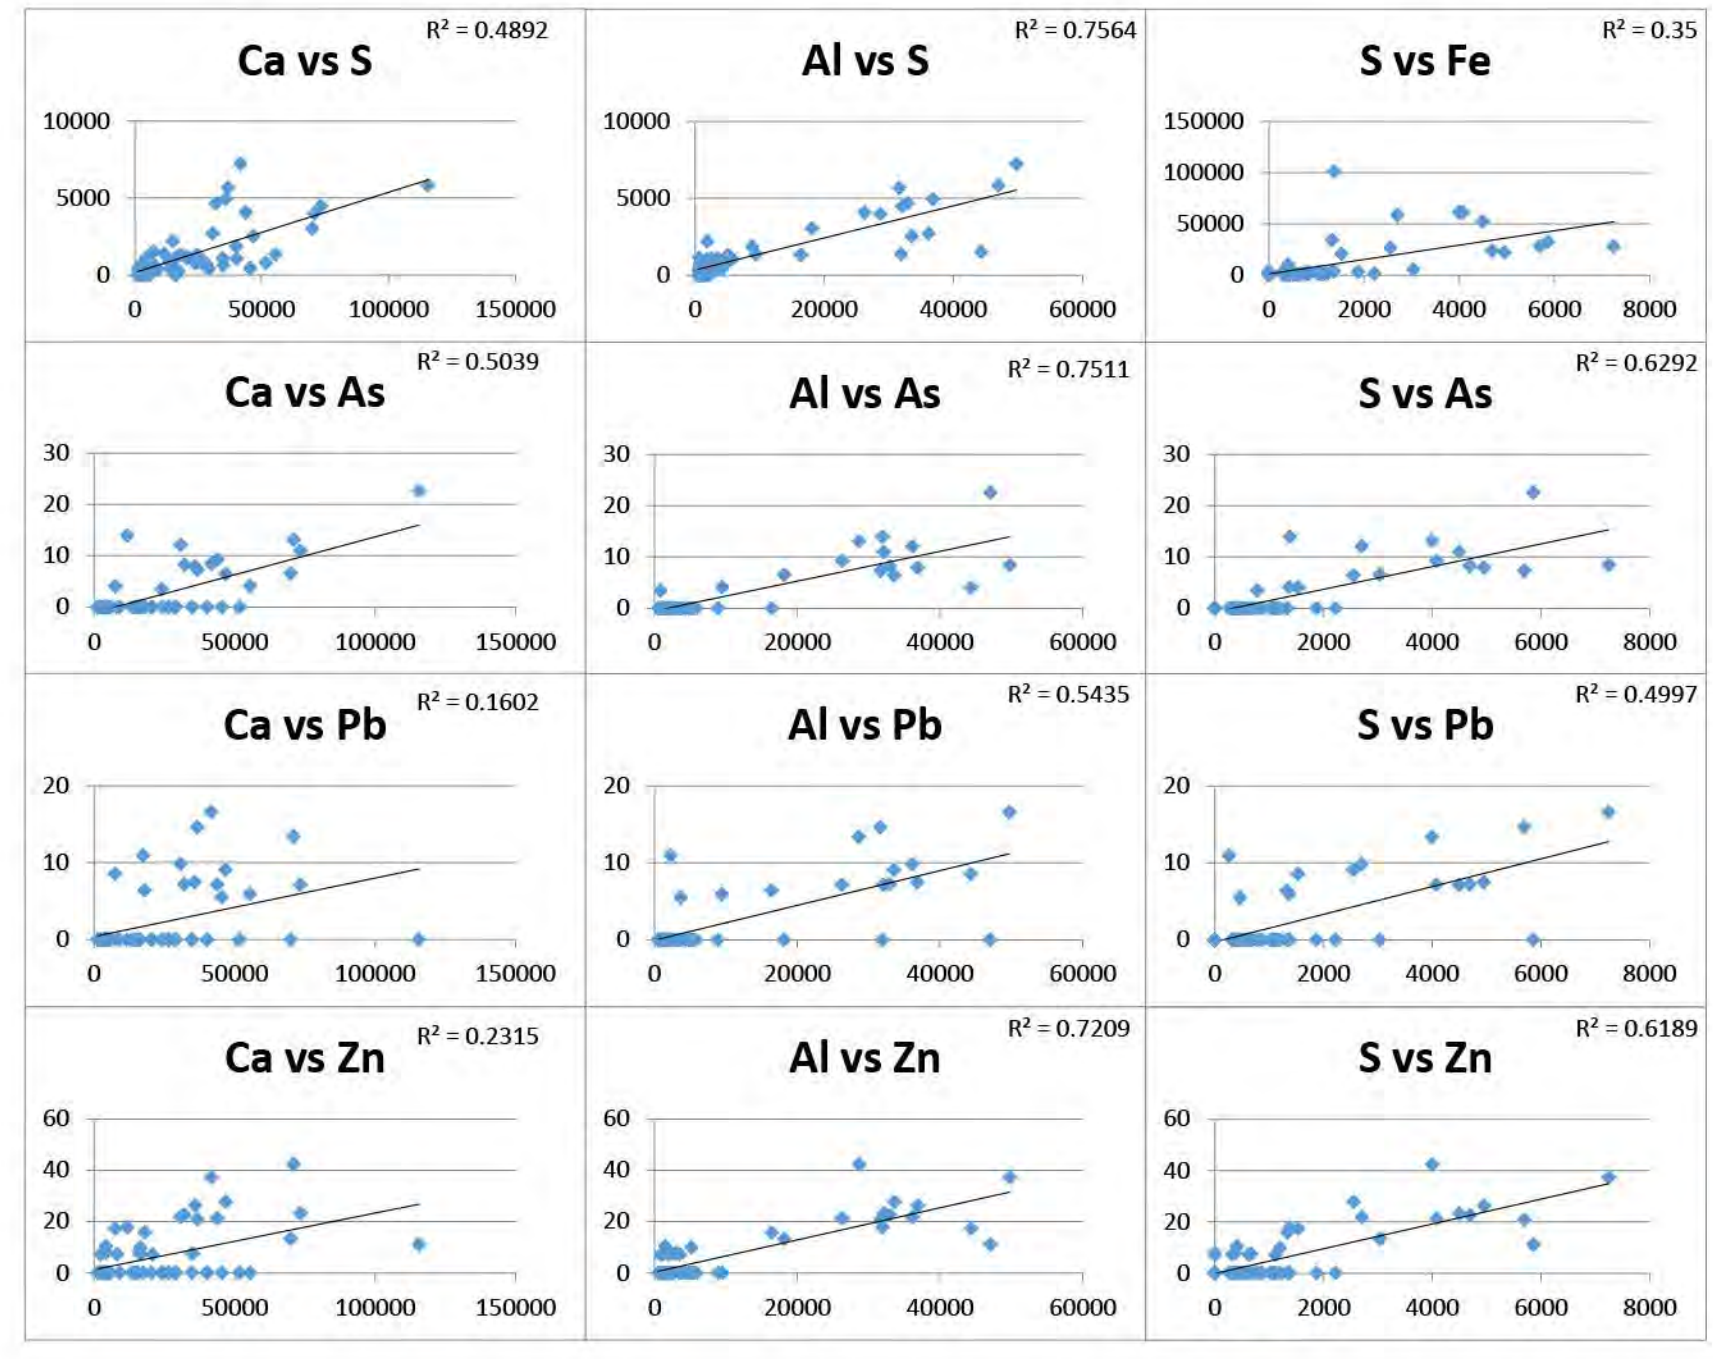 R² = 0.4892
Ca vs S
10000
5000
0
0 50000 100000 150000
R² = 0.7564
Al vs S
10000
5000
0
0 20000 40000 60000
R² = 0.35
S vs Fe
150000
100000
50000
0
0 2000 4000 6000 8000
R² = 0.5039
Ca vs As
30
20
10
0
0 50000 100000 150000
R² = 0.7511
Al vs As
30
20
10
0
0 20000 40000 60000
R² = 0.6292
S vs As
30
20
10
0
0 2000 4000 6000 8000
R² = 0.1602
Ca vs Pb
20
10
0
0 50000 100000 150000
R² = 0.5435
Al vs Pb
20
10
0
0 20000 40000 60000
R² = 0.4997
S vs Pb
20
10
0
0 2000 4000 6000 8000
R² = 0.2315
Ca vs Zn
60
40
20
0
0 50000 100000 150000
R² = 0.7209
Al vs Zn
60
40
20
0
0 20000 40000 60000
R² = 0.6189
S vs Zn
60
40
20
0
0 2000 4000 6000 8000